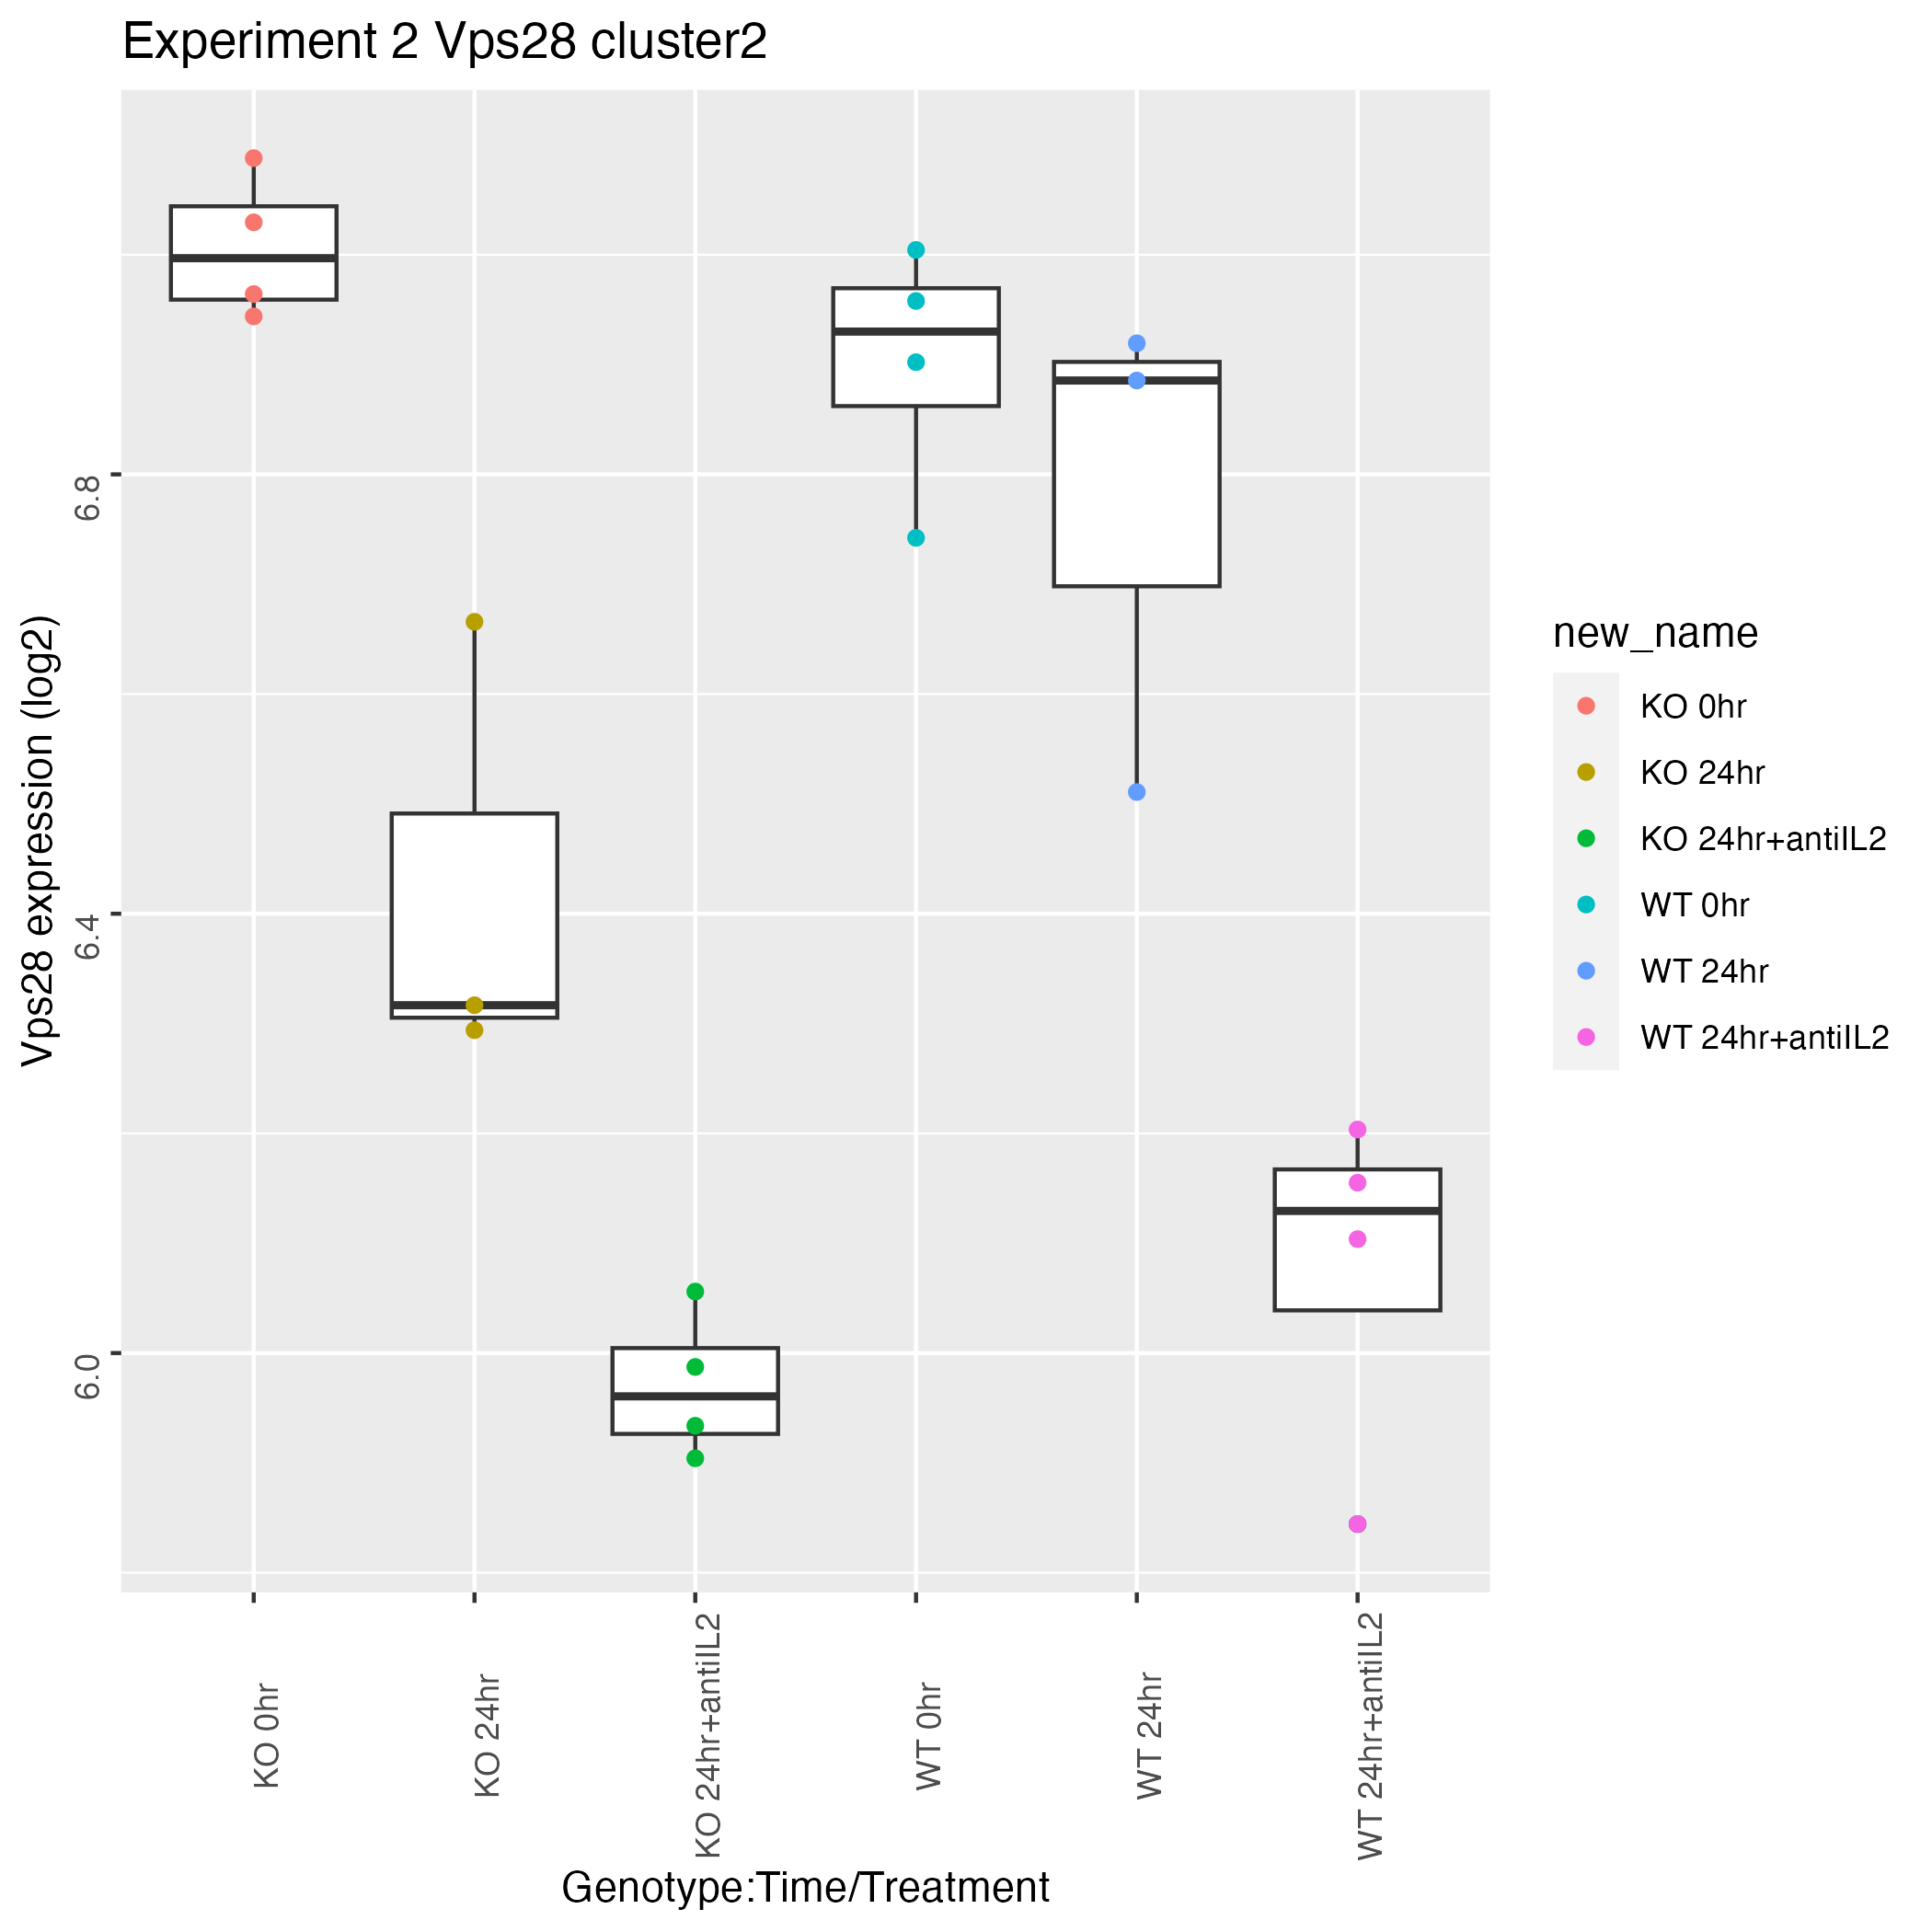 Experiment 2 Vps28 cluster2
Vps28 expression (log2)
6.8
6.4
6.0
KO 0hr
KO 24hr
KO 24hr+antiIL2
WT 0hr
WT 24hr
WT 24hr+antiIL2
Genotype:Time/Treatment
new_name
KO 0hr
KO 24hr
KO 24hr+antiIL2
WT 0hr
WT 24hr
WT 24hr+antiIL2